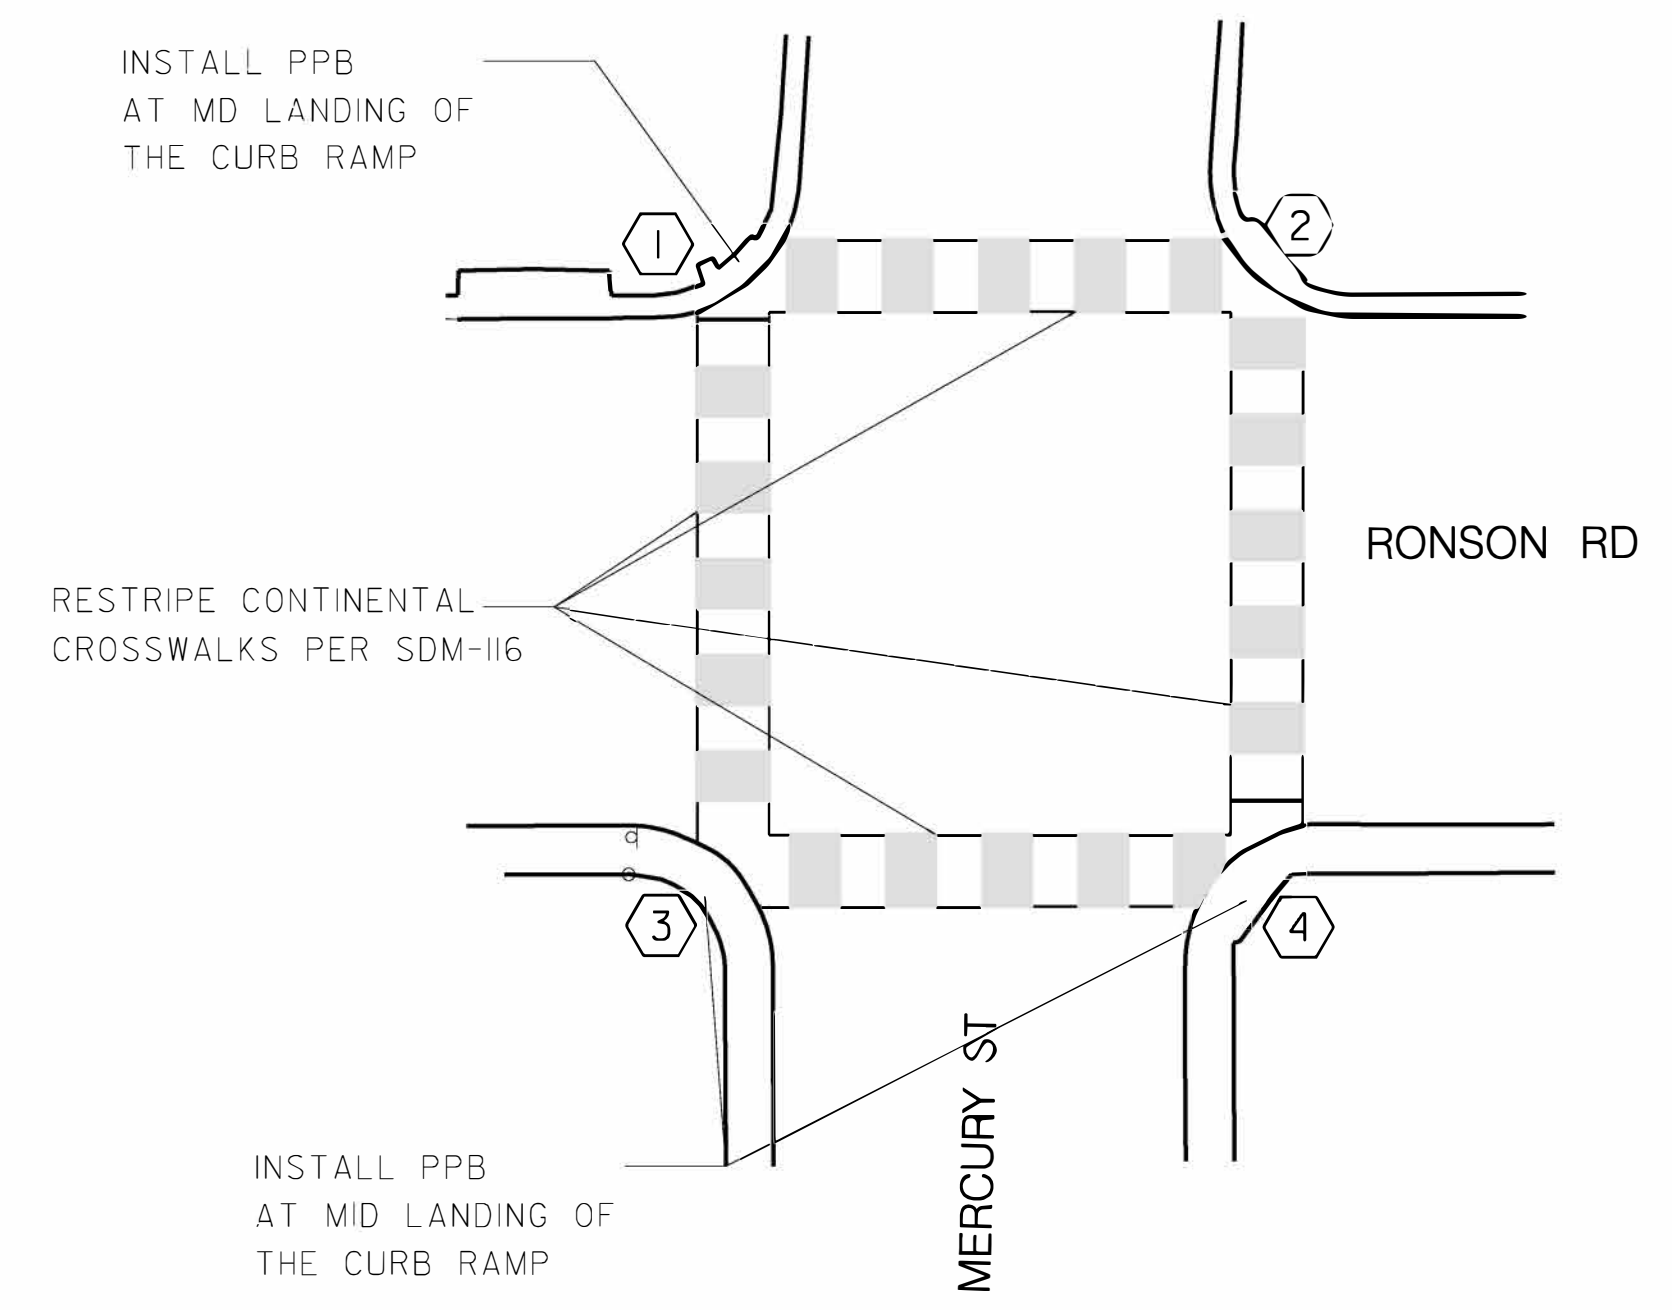 INSTALL PPB
AT MD LANDING OF
THE CURB RAMP
1
2
RONSON RD
RESTRIPE CONTINENTAL
CROSSWALKS PER SDM-116
3
4
MERCURY ST
INSTALL PPB
AT MID LANDING OF
THE CURB RAMP